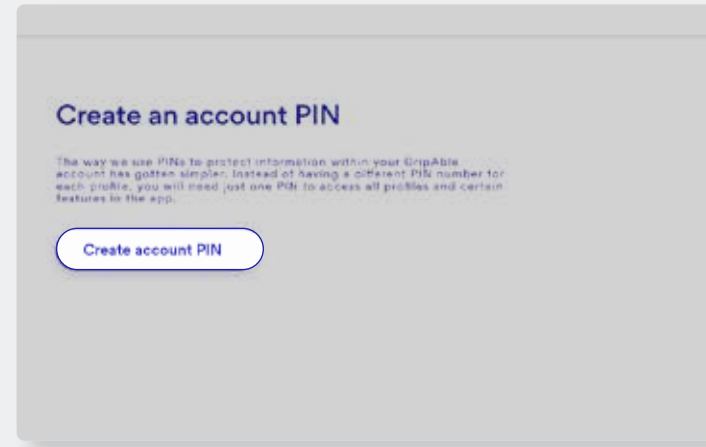 Create an account PIN
The way we use PINs to protect information within your GripAble
account has gotten simpler. Instead of having a different PIN number for
each profile, you will need just one PIN to access all profiles and certain
features in the app.
Create account PIN